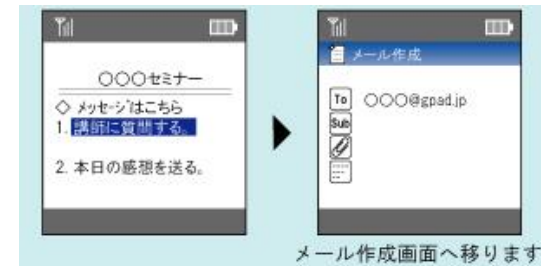 ○○○セミナー
◇ メッセージはこちら
1. 講師に質問する。
2. 本日の感想を送る。
メール作成
To ○○○@gpad.jp
Sub
メール作成画面へ移ります